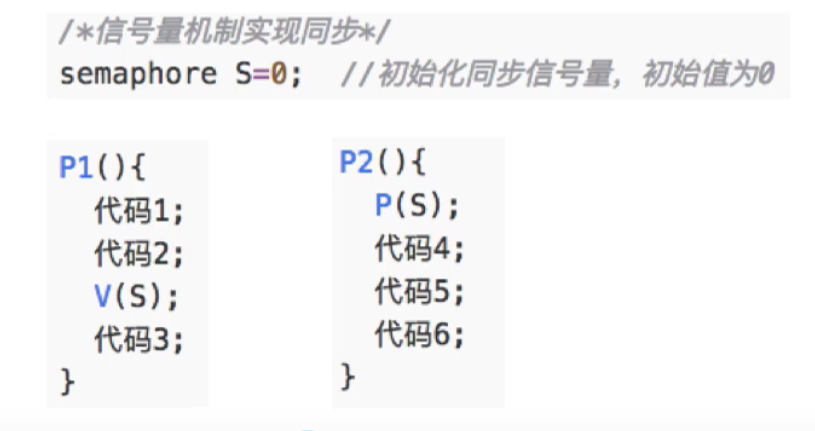 /*信号量机制实现同步*/
semaphore S=0;  //初始化同步信号量，初始值为0
P1(){
代码1;
代码2;
V(S);
代码3;
}
P2(){
P(S);
代码4;
代码5;
代码6;
}